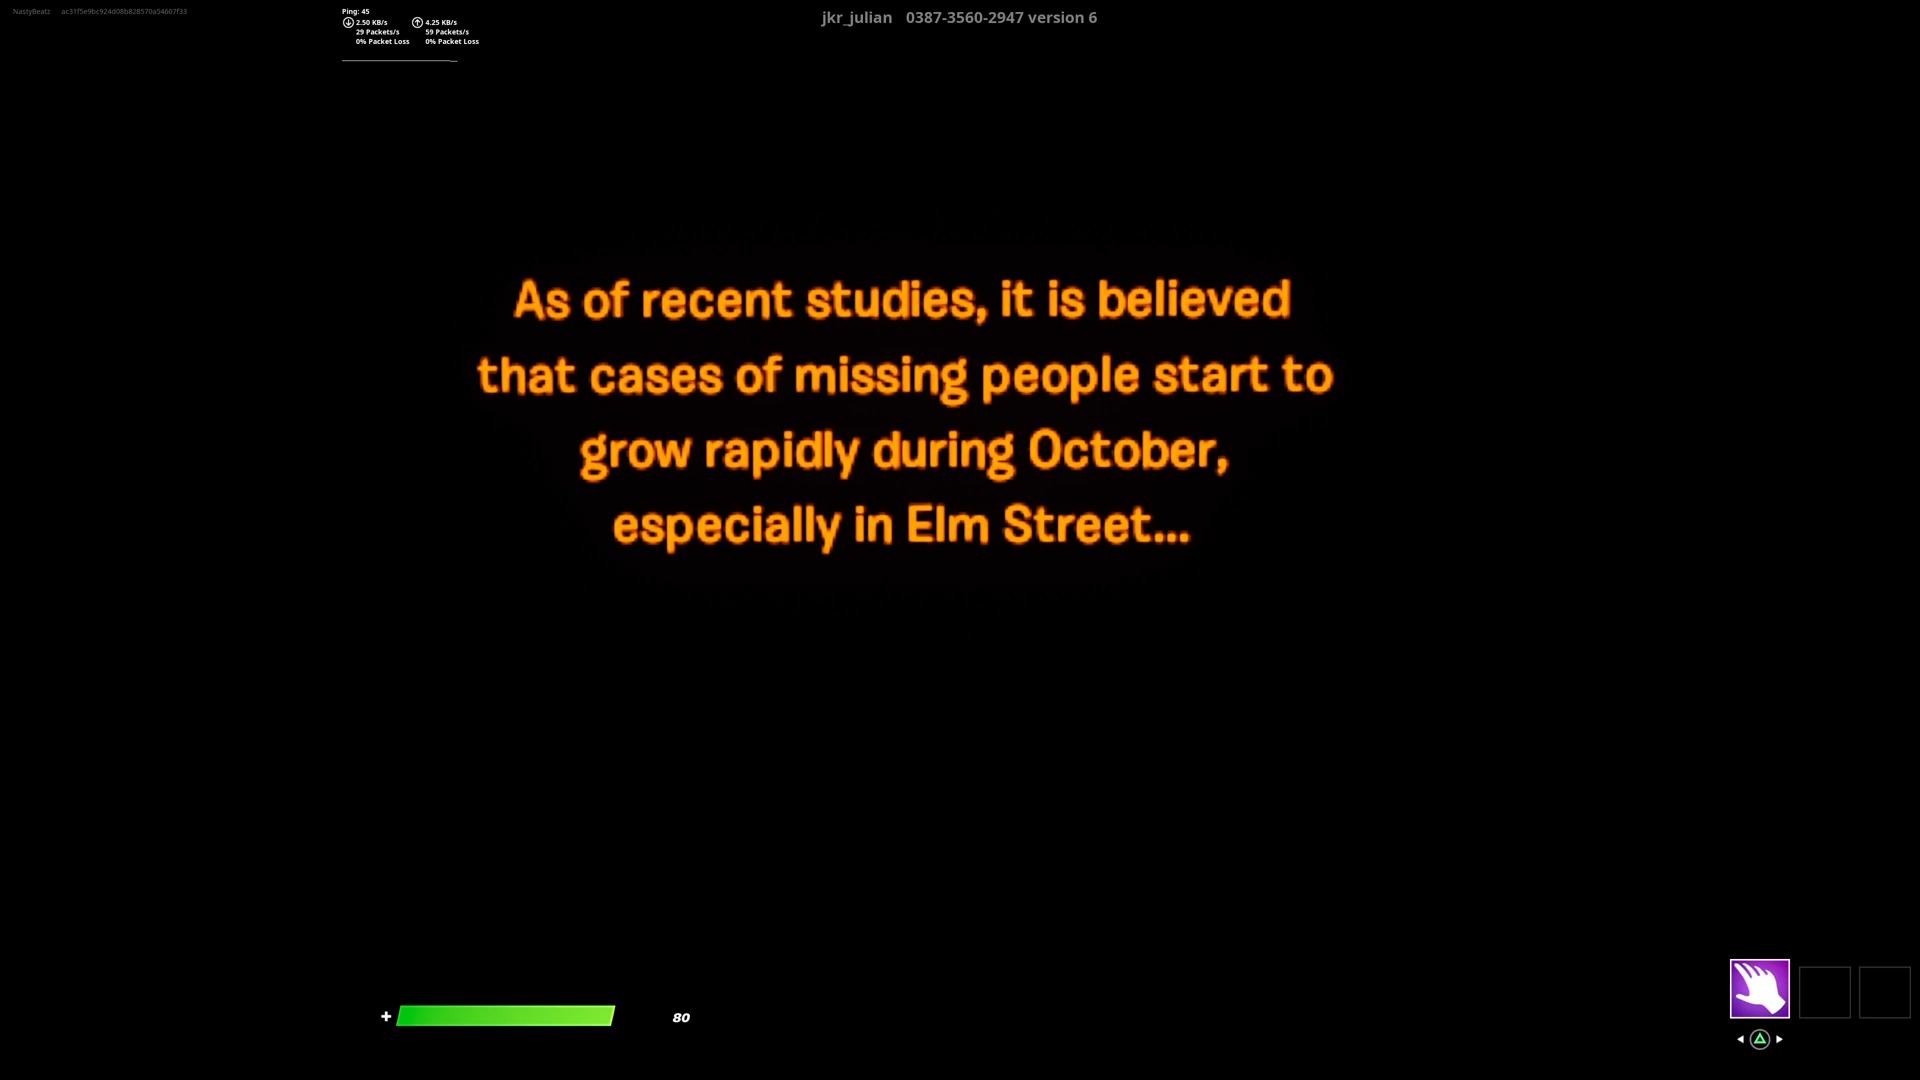 NastyBeatz ac31f5e9bc924d08b828570a54607f33
Ping: 45
2.50 KB/s 4.25 KB/s
29 Packets/s 59 Packets/s
0% Packet Loss 0% Packet Loss
jkr_julian 0387-3560-2947 version 6
As of recent studies, it is believed
that cases of missing people start to
grow rapidly during October,
especially in Elm Street...
80